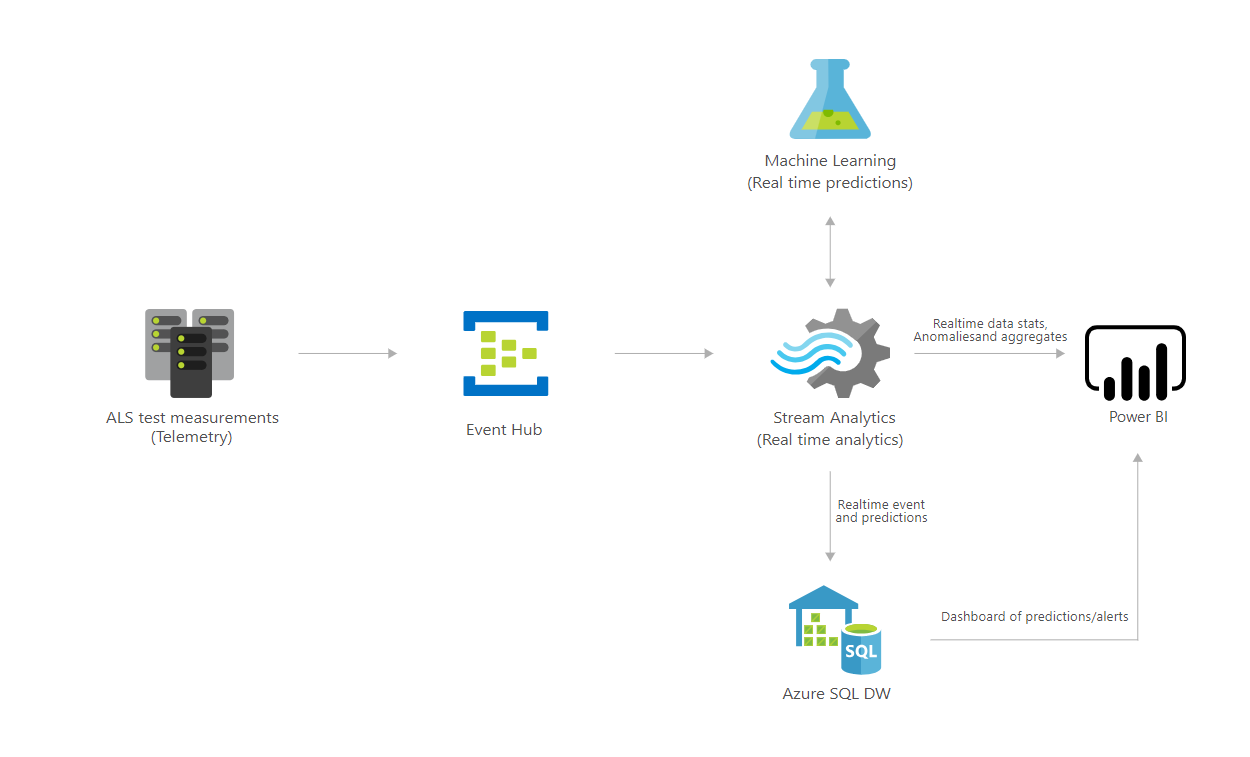 Machine Learning
(Real time predictions)
Realtime data stats,
Anomaliesand aggregates
ALS test measurements
(Telemetry)
Event Hub
Stream Analytics
(Real time analytics)
Power BI
Realtime event
and predictions
Dashboard of predictions/alerts
SQL
Azure SQL DW